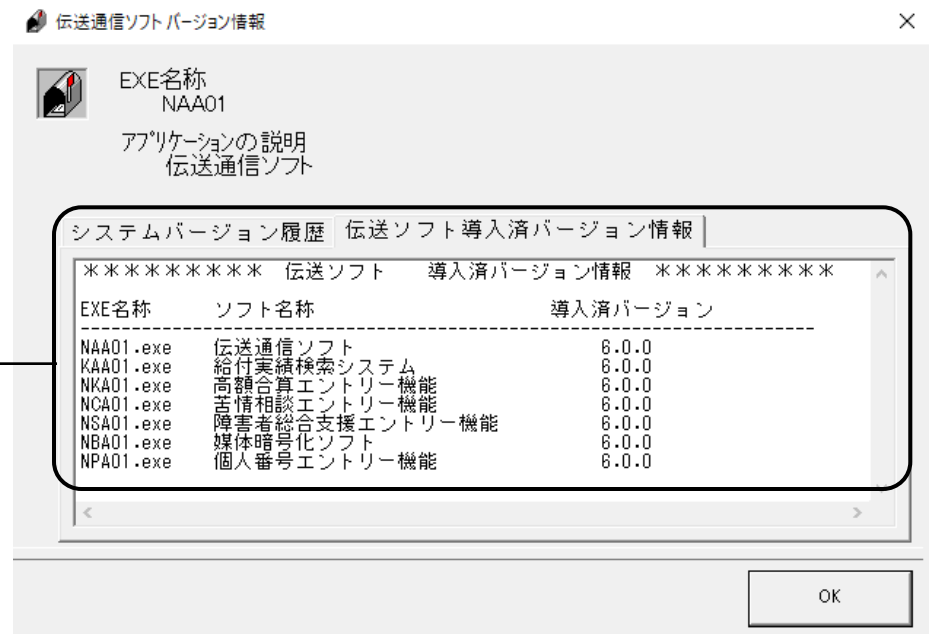 伝送通信ソフト バージョン情報
EXE名称
NAA01
アプリケーションの説明
伝送通信ソフト
システムバージョン履歴 伝送ソフト導入済バージョン情報
********* 伝送ソフト 導入済バージョン情報 *********
EXE名称 ソフト名称 導入済バージョン
------------------------------------------------------------------------
NAA01.exe 伝送通信ソフト 6.0.0
KAA01.exe 給付実績検索システム 6.0.0
NKA01.exe 高額合算エントリー機能 6.0.0
NCA01.exe 苦情相談エントリー機能 6.0.0
NSA01.exe 障害者総合支援エントリー機能 6.0.0
NBA01.exe 媒体暗号化ソフト 6.0.0
NPA01.exe 個人番号エントリー機能 6.0.0
OK